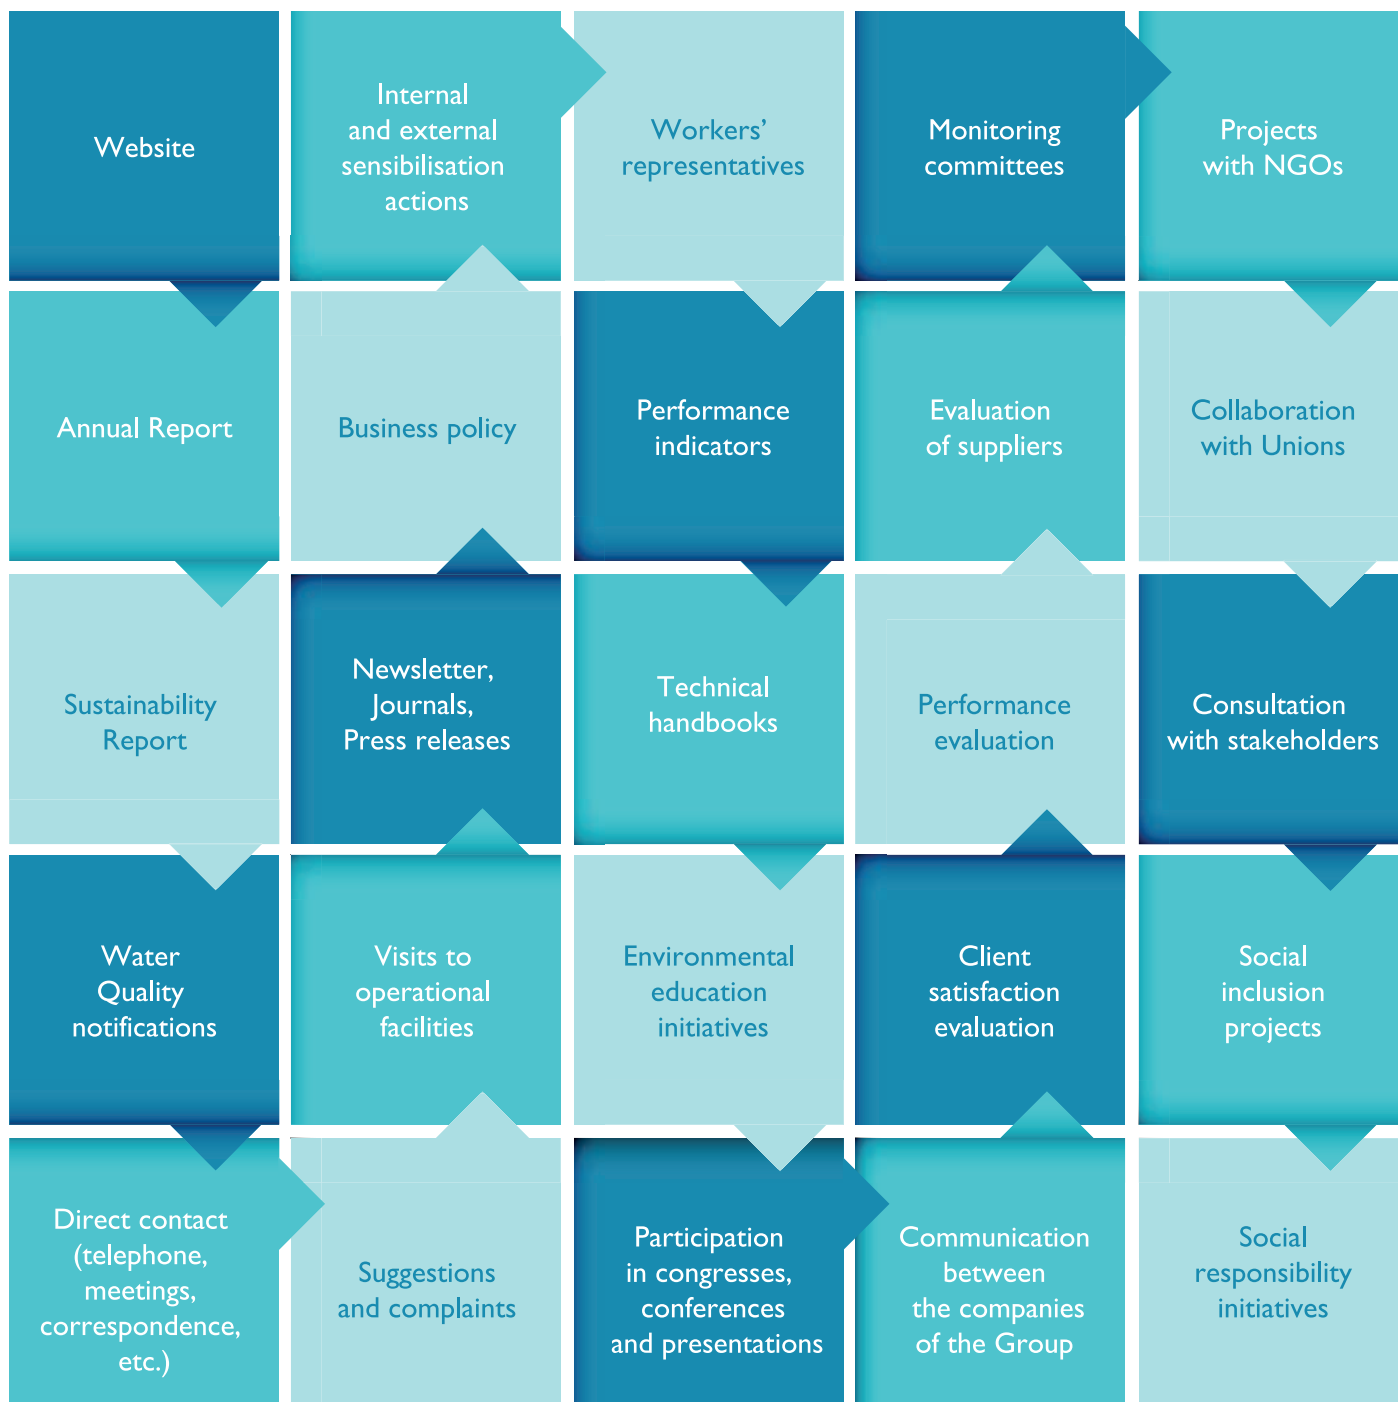 Website
Internal
and external
sensibilisation
actions
Workers’
representatives
Monitoring
committees
Projects
with NGOs
Annual Report
Business policy
Performance
indicators
Evaluation
of suppliers
Collaboration
with Unions
Sustainability
Report
Newsletter,
Journals,
Press releases
Technical
handbooks
Performance
evaluation
Consultation
with stakeholders
Water
Quality
notifications
Visits to
operational
facilities
Environmental
education
initiatives
Client
satisfaction
evaluation
Social
inclusion
projects
Direct contact
(telephone,
meetings,
correspondence,
etc.)
Suggestions
and complaints
Participation
in congresses,
conferences
and presentations
Communication
between
the companies
of the Group
Social
responsibility
initiatives